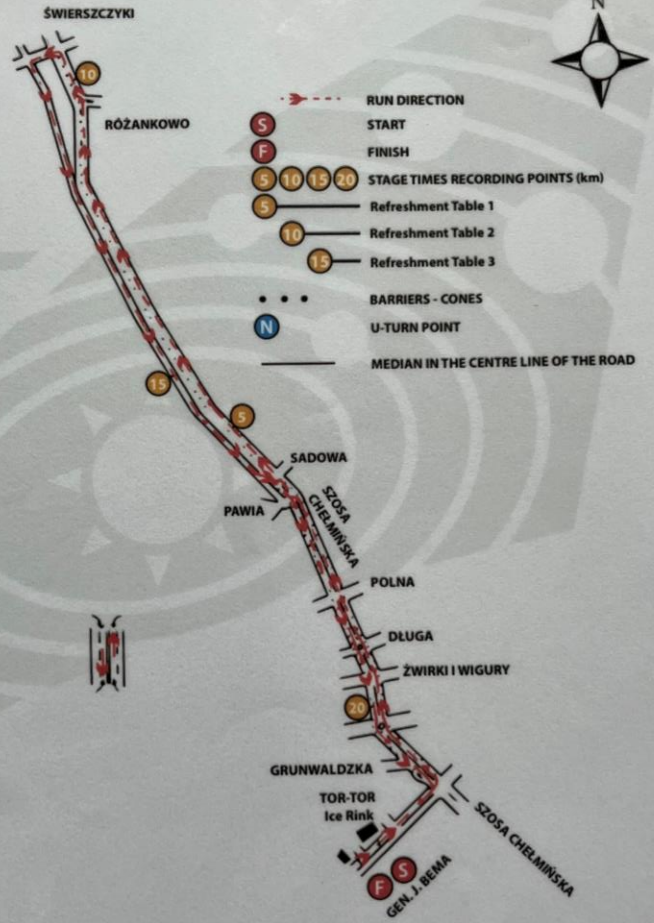 ŚWIERSZCZYKI
N
10
RÓŻANKOWO
RUN DIRECTION
S START
F FINISH
5 10 15 20 STAGE TIMES RECORDING POINTS (km)
5 Refreshment Table 1
10 Refreshment Table 2
15 Refreshment Table 3
BARRIERS - CONES
N U-TURN POINT
MEDIAN IN THE CENTRE LINE OF THE ROAD
15
5
SADOWA
PAWIA
SZOSA
CHEŁMIŃSKA
POLNA
DŁUGA
ŻWIRKI I WIGURY
20
GRUNWALDZKA
TOR-TOR
Ice Rink
SZOSA CHEŁMIŃSKA
S
F
GEN. J. BEMA